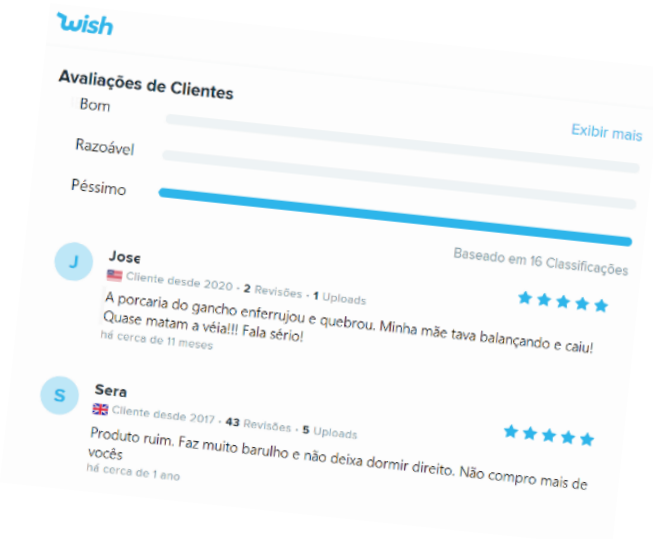 wish
Avaliações de Clientes
Bom
Exibir mais
Razoável
Péssimo
Baseado em 16 Classificações
J
Jose
Cliente desde 2020 · 2 Revisões · 1 Uploads
A porcaria do gancho enferrujou e quebrou. Minha mãe tava balançando e caiu!
Quase matam a véia!!! Fala sério!
há cerca de 11 meses
S
Sera
Cliente desde 2017 · 43 Revisões · 5 Uploads
Produto ruim. Faz muito barulho e não deixa dormir direito. Não compro mais de
vocês
há cerca de 1 ano